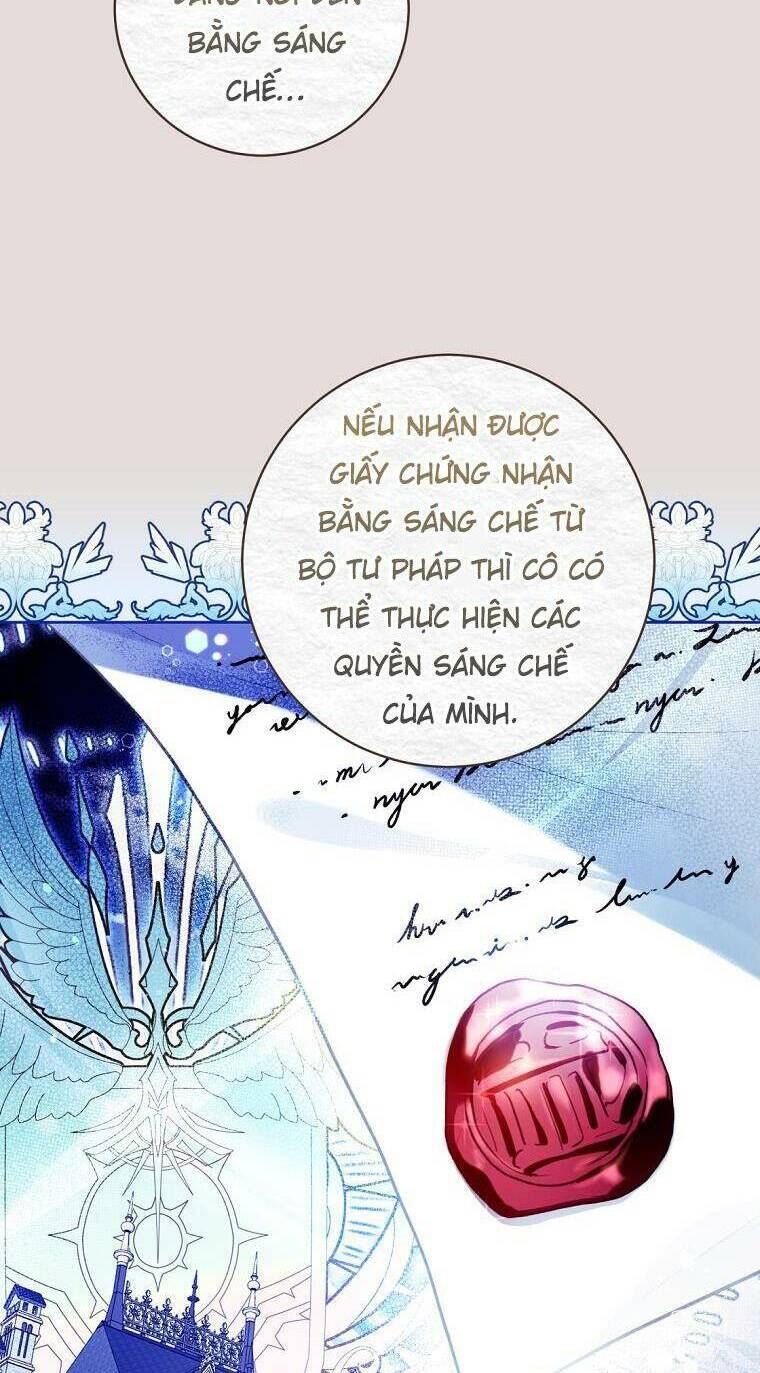 BẰNG SÁNG
CHẾ...
NẾU NHẬN ĐƯỢC
GIẤY CHỨNG NHẬN
BẰNG SÁNG CHẾ TỪ
BỘ TƯ PHÁP THÌ CÔ CÓ
THỂ THỰC HIỆN CÁC
QUYỀN SÁNG CHẾ
CỦA MÌNH.